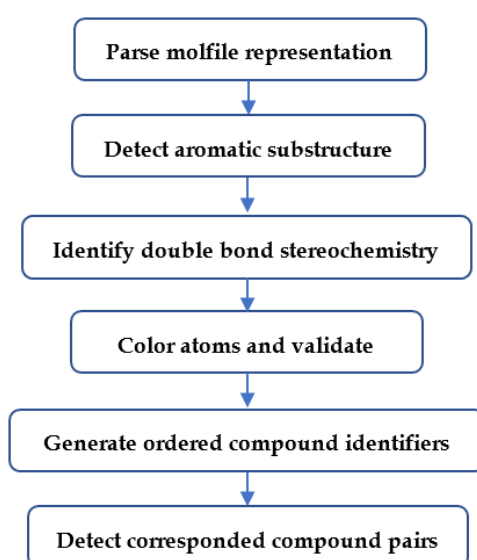 Parse molfile representation
Detect aromatic substructure
Identify double bond stereochemistry
Color atoms and validate
Generate ordered compound identifiers
Detect corresponded compound pairs